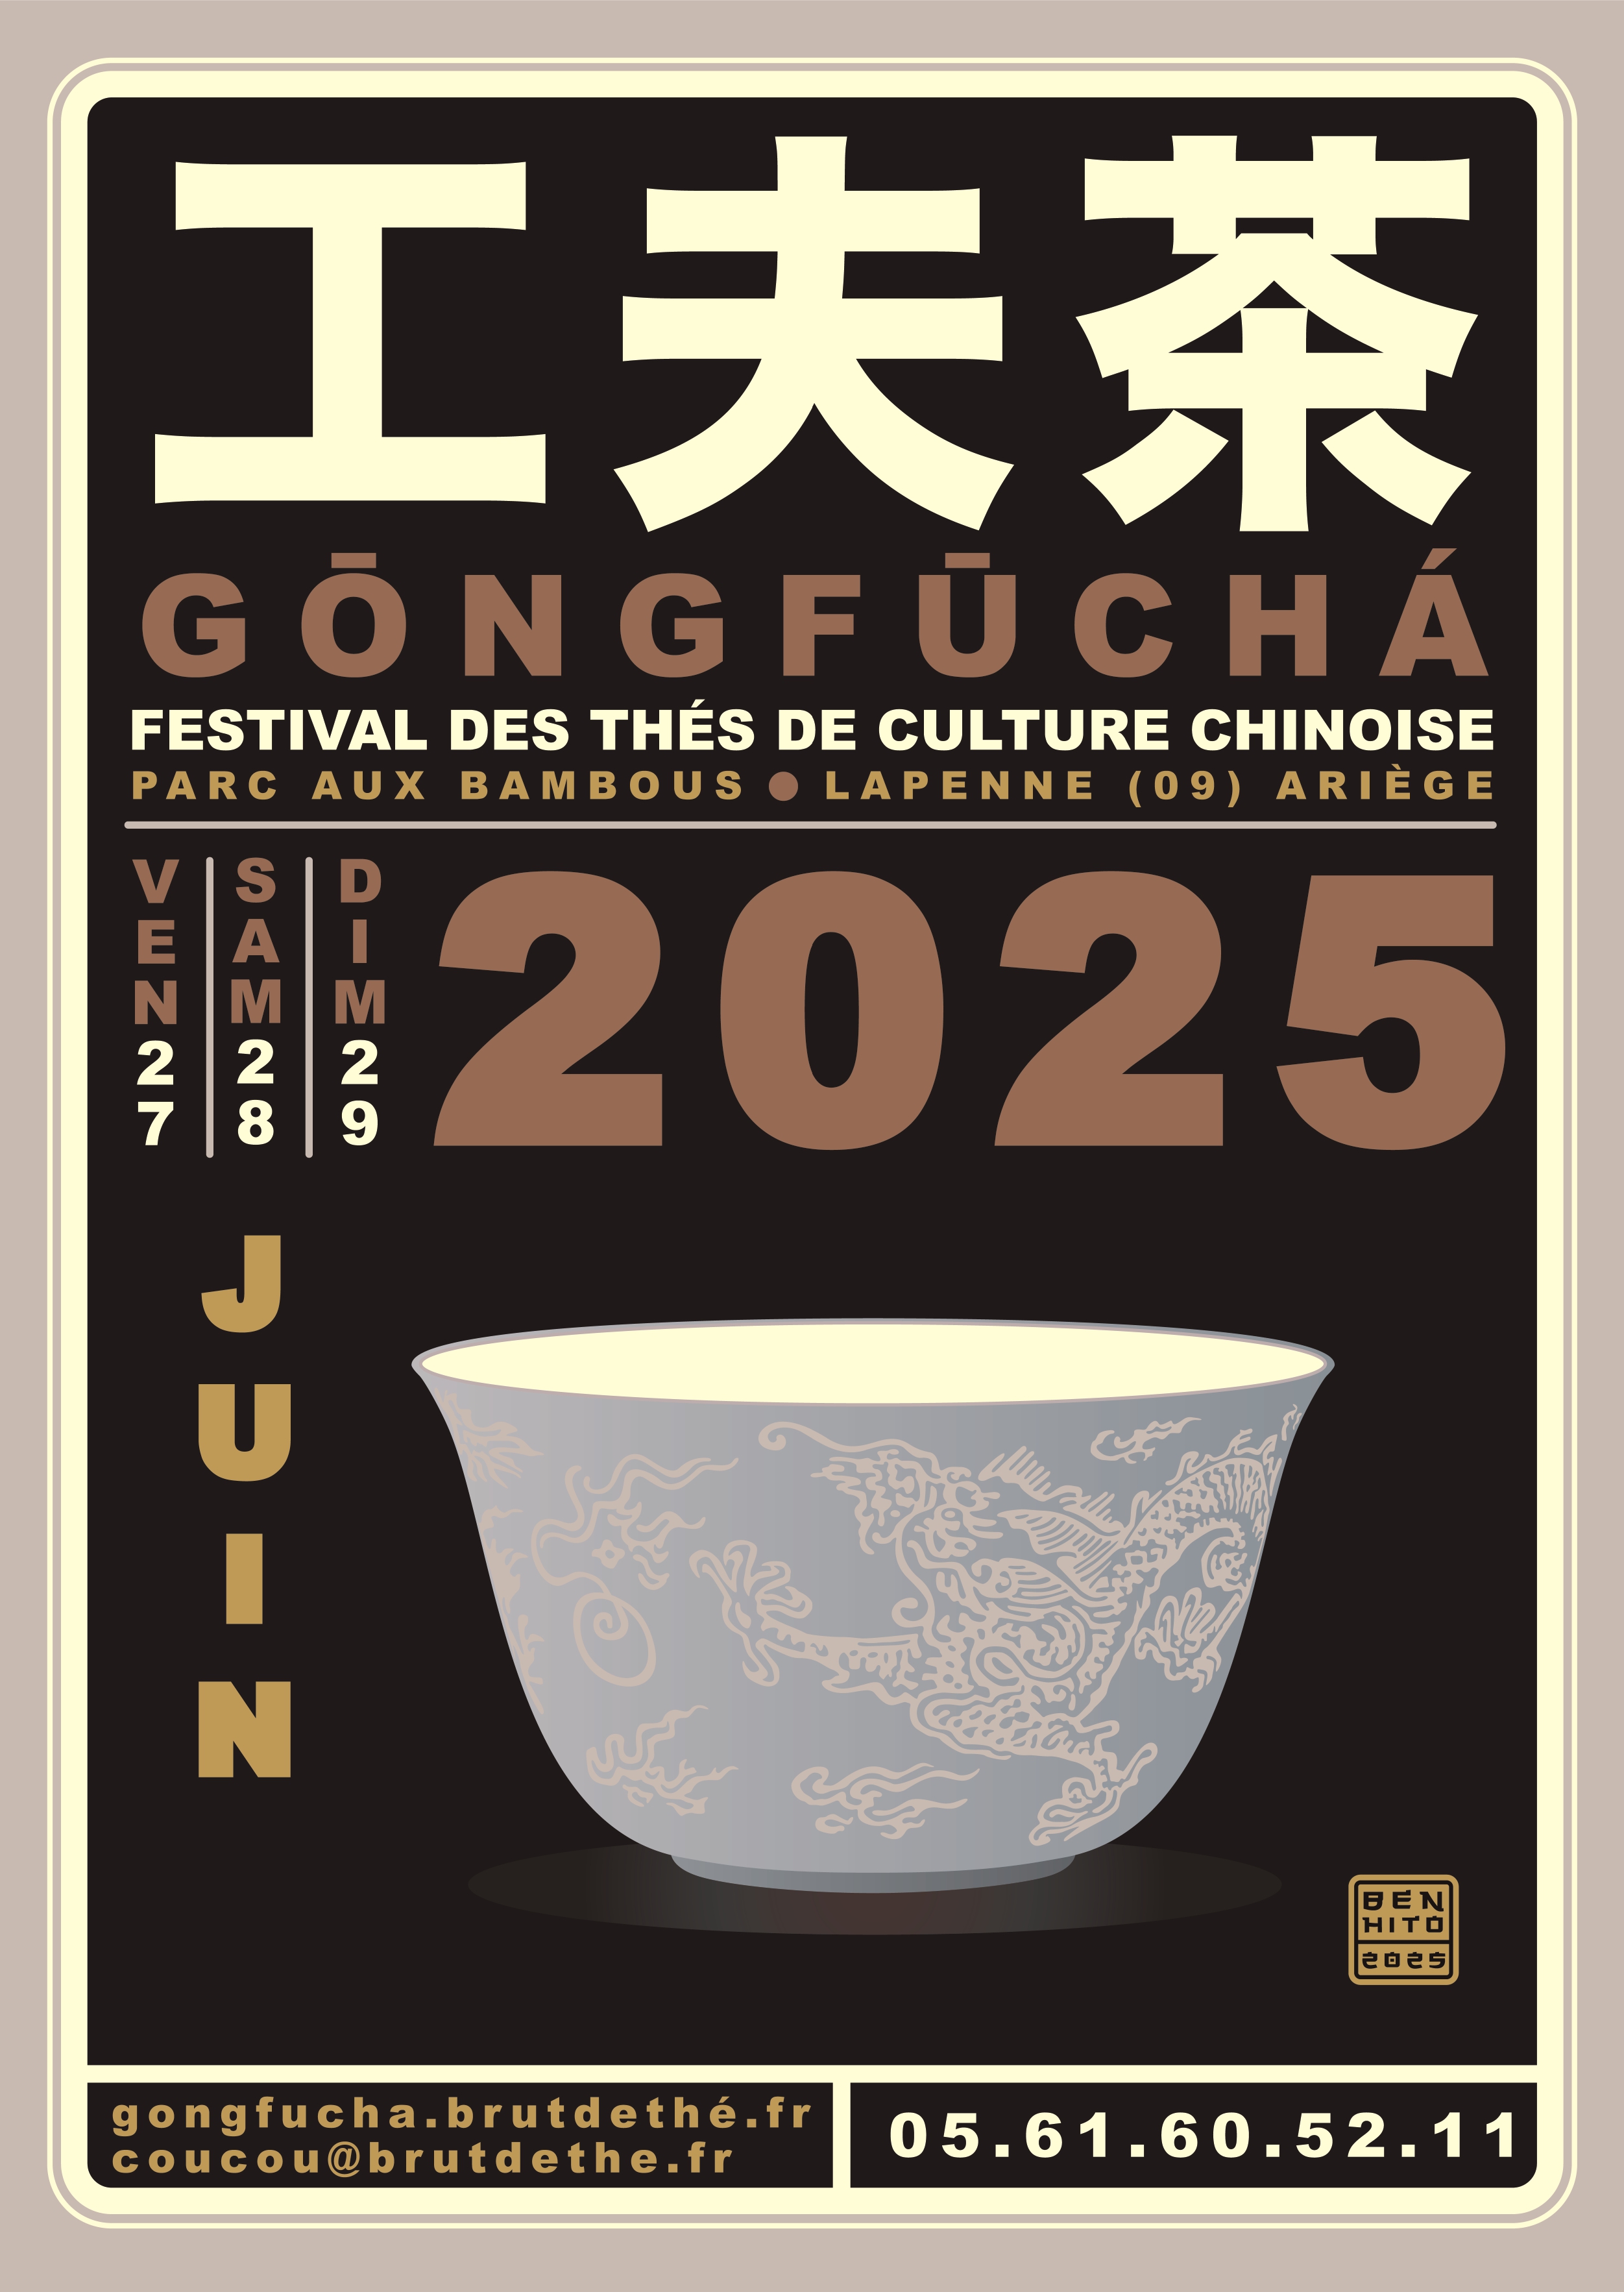 工夫茶
GŌNGFŪCHÁ
FESTIVAL DES THÉS DE CULTURE CHINOISE
PARC AUX BAMBOUS ● LAPENNE (09) ARIÈGE
VEN 27
SAM 28
DIM 29
2025
JUIN
BEN
HITO
2025
gongfucha.brutdethé.fr
coucou@brutdethe.fr
05.61.60.52.11